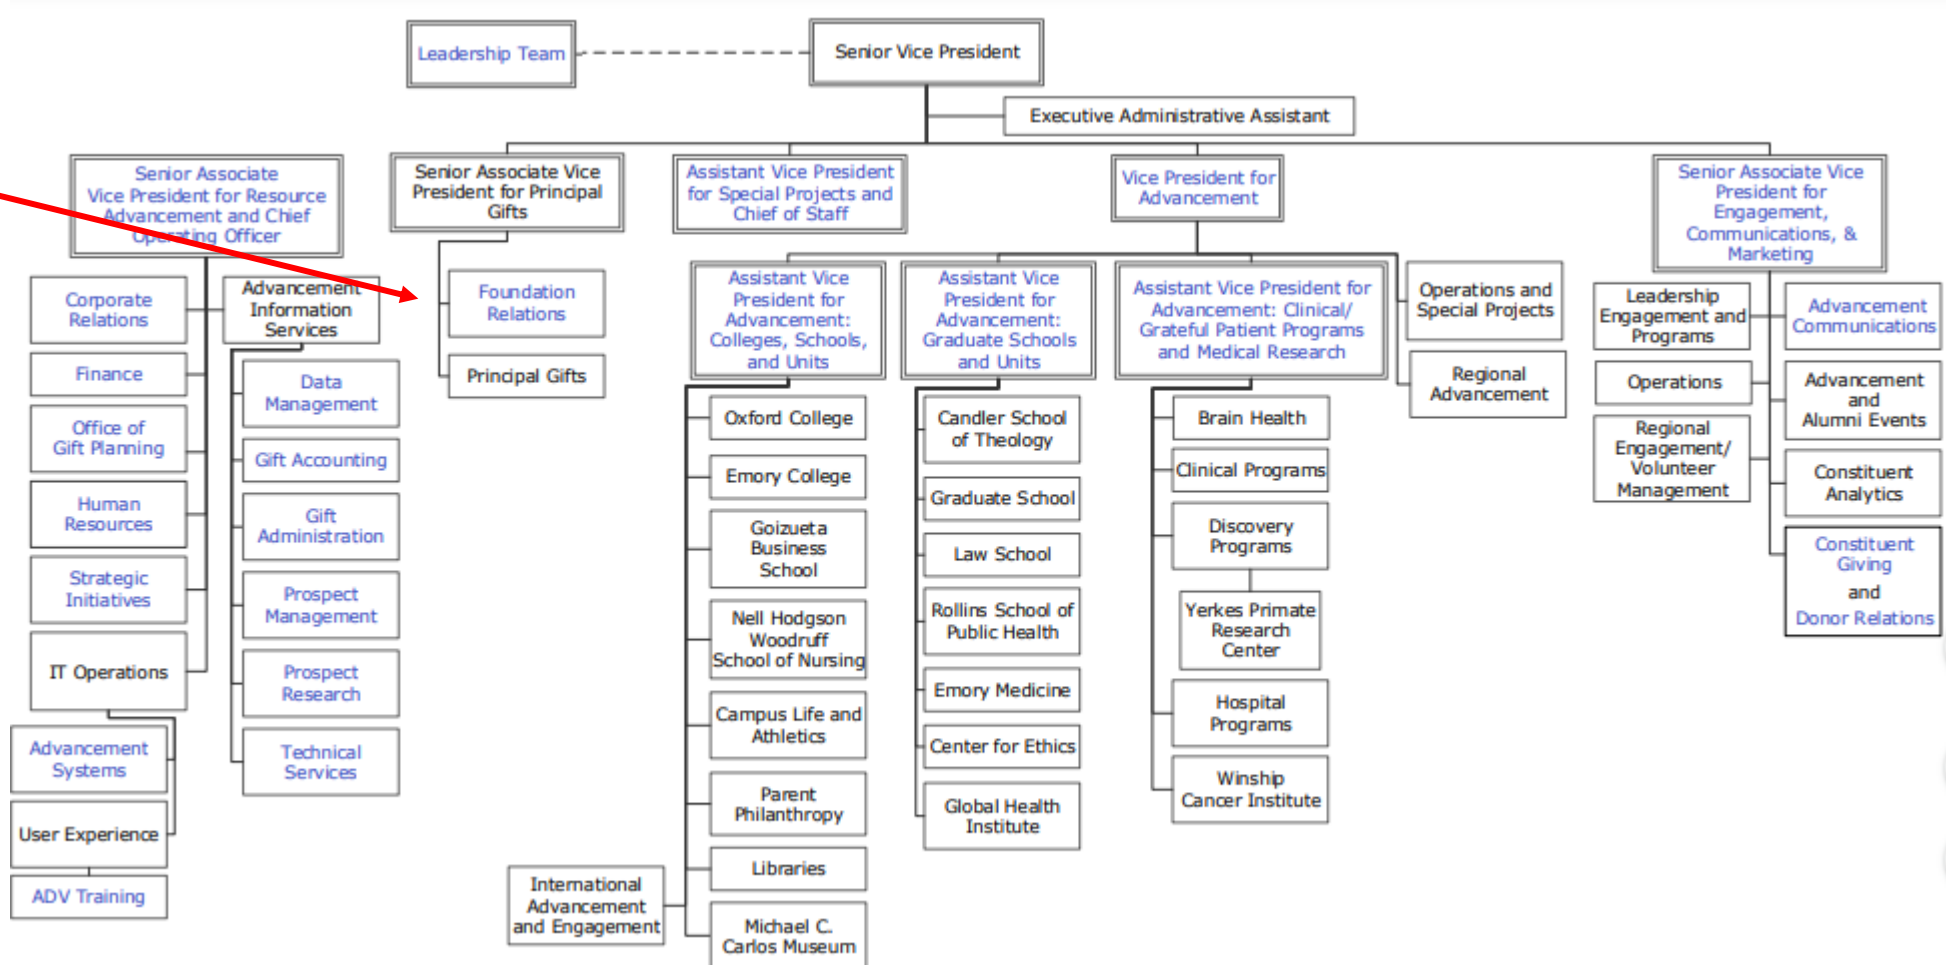 Leadership Team
Senior Vice President
Executive Administrative Assistant
Senior Associate
Vice President for Resource
Advancement and Chief
Operating Officer
Senior Associate Vice
President for Principal
Gifts
Assistant Vice President
for Special Projects and
Chief of Staff
Vice President for
Advancement
Senior Associate Vice
President for
Engagement,
Communications, &
Marketing
Corporate
Relations
Finance
Office of
Gift Planning
Human
Resources
Strategic
Initiatives
IT Operations
Advancement
Systems
User Experience
ADV Training
Advancement
Information
Services
Data
Management
Gift Accounting
Gift
Administration
Prospect
Management
Prospect
Research
Technical
Services
Foundation
Relations
Principal Gifts
Assistant Vice
President for
Advancement:
Colleges, Schools,
and Units
Oxford College
Emory College
Goizueta
Business
School
Nell Hodgson
Woodruff
School of Nursing
Campus Life and
Athletics
Parent
Philanthropy
Libraries
International
Advancement
and Engagement
Michael C.
Carlos Museum
Assistant Vice
President for
Advancement:
Graduate Schools
and Units
Candler School
of Theology
Graduate School
Law School
Rollins School of
Public Health
Emory Medicine
Center for Ethics
Global Health
Institute
Assistant Vice President for
Advancement: Clinical/
Grateful Patient Programs
and Medical Research
Brain Health
Clinical Programs
Discovery
Programs
Yerkes Primate
Research
Center
Hospital
Programs
Winship
Cancer Institute
Operations and
Special Projects
Regional
Advancement
Leadership
Engagement and
Programs
Operations
Regional
Engagement/
Volunteer
Management
Advancement
Communications
Advancement
and
Alumni Events
Constituent
Analytics
Constituent
Giving
and
Donor Relations